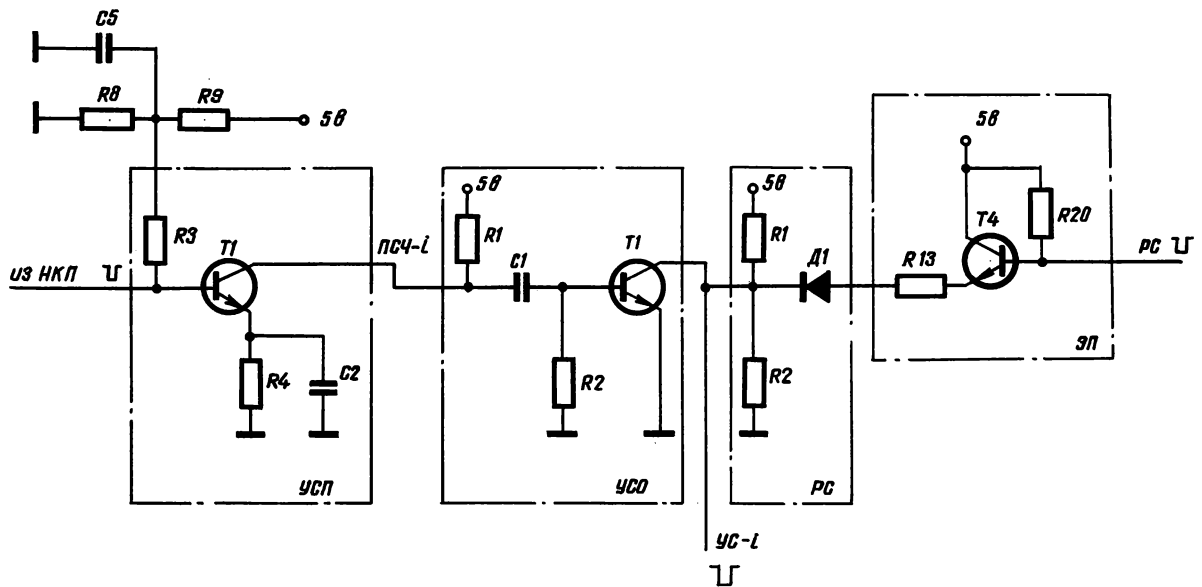 C5
R8
R9
5в
R3
T1
из НКП
R4
C2
УСП
ПСЧ-i
5в
R1
C1
T1
R2
УСО
5в
R1
Д1
R2
РС
УС-i
5в
T4
R20
R13
РС
ЭП